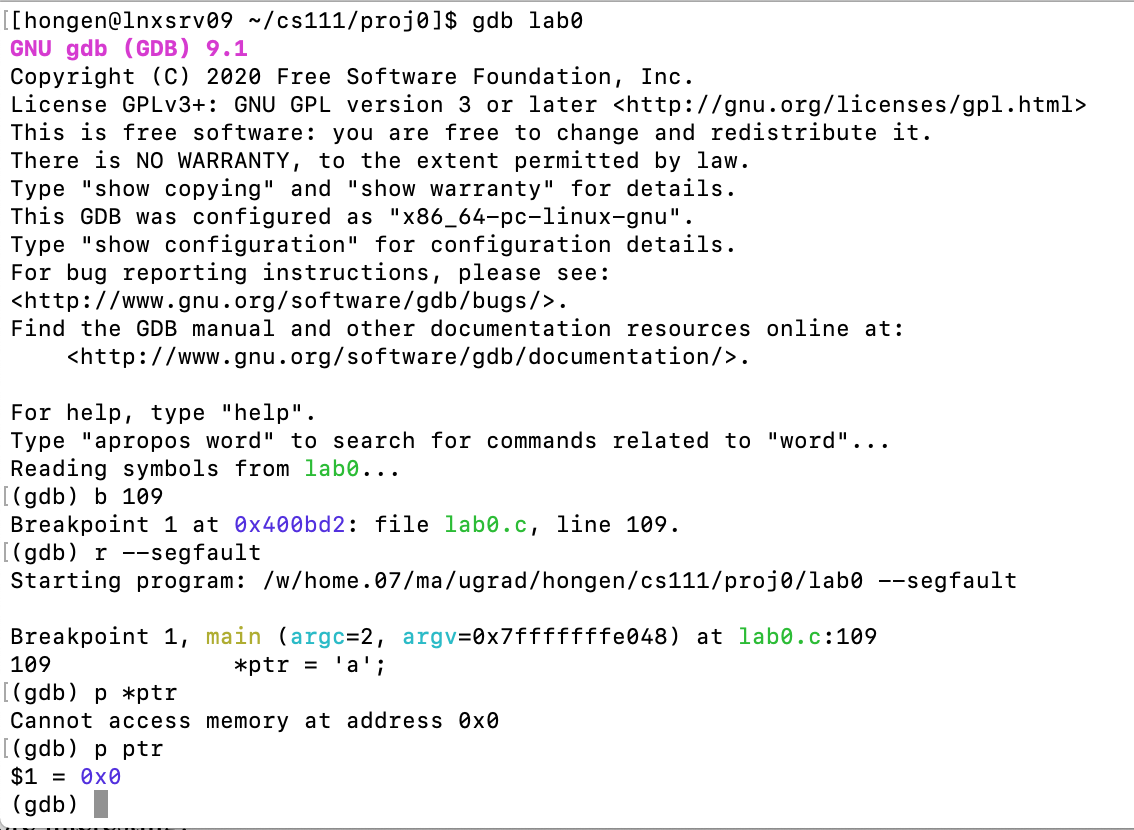 [[hongen@lnxsrv09 ~/cs111/proj0]$ gdb lab0
GNU gdb (GDB) 9.1
Copyright (C) 2020 Free Software Foundation, Inc.
License GPLv3+: GNU GPL version 3 or later <http://gnu.org/licenses/gpl.html>
This is free software: you are free to change and redistribute it.
There is NO WARRANTY, to the extent permitted by law.
Type "show copying" and "show warranty" for details.
This GDB was configured as "x86_64-pc-linux-gnu".
Type "show configuration" for configuration details.
For bug reporting instructions, please see:
<http://www.gnu.org/software/gdb/bugs/>.
Find the GDB manual and other documentation resources online at:
    <http://www.gnu.org/software/gdb/documentation/>.

For help, type "help".
Type "apropos word" to search for commands related to "word"...
Reading symbols from lab0...
[(gdb) b 109
Breakpoint 1 at 0x400bd2: file lab0.c, line 109.
[(gdb) r --segfault
Starting program: /w/home.07/ma/ugrad/hongen/cs111/proj0/lab0 --segfault

Breakpoint 1, main (argc=2, argv=0x7fffffffe048) at lab0.c:109
109             *ptr = 'a';
[(gdb) p *ptr
Cannot access memory at address 0x0
[(gdb) p ptr
$1 = 0x0
(gdb)